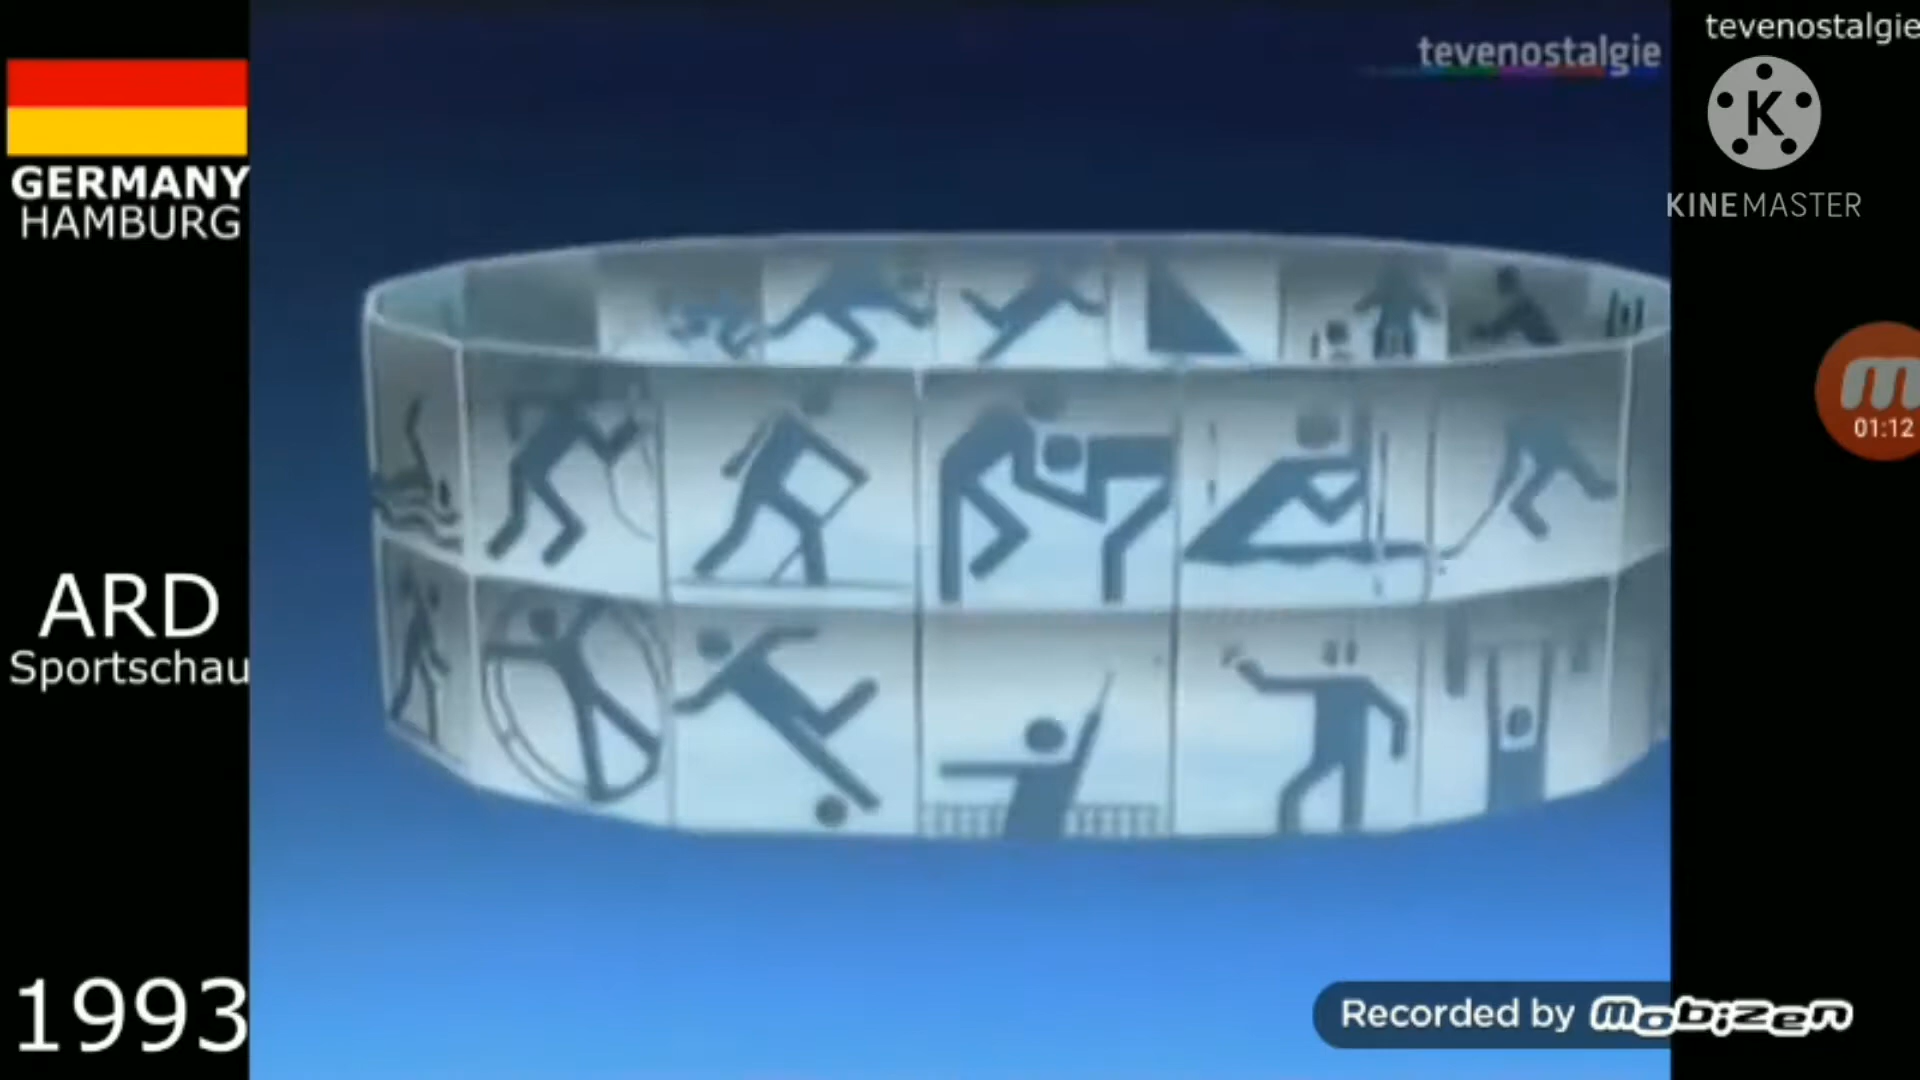 GERMANY
HAMBURG
ARD
Sportschau
1993
tevenostalgie
tevenostalgie
K
KINEMASTER
m
01:12
Recorded by mobizen